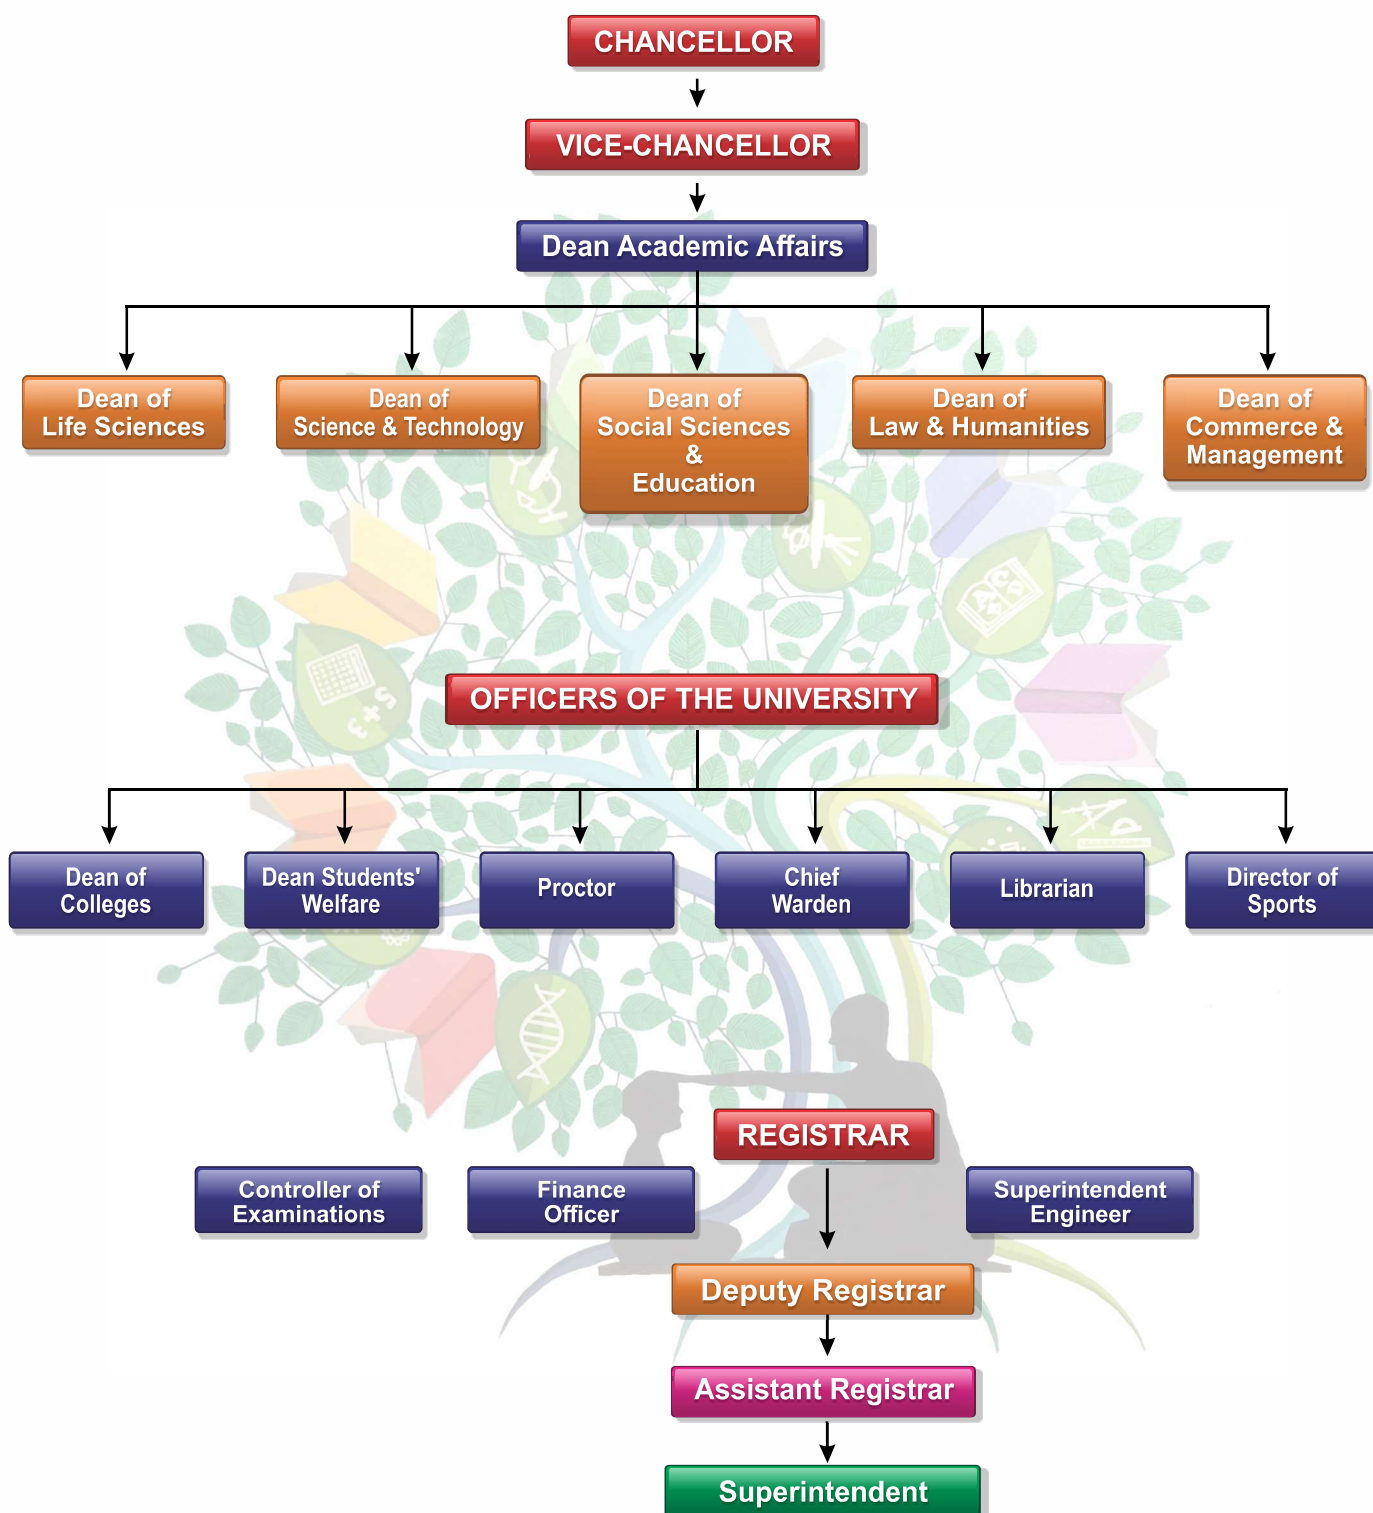 CHANCELLOR
VICE-CHANCELLOR
Dean Academic Affairs
Dean of
Life Sciences
Dean of
Science & Technology
Dean of
Social Sciences
&
Education
Dean of
Law & Humanities
Dean of
Commerce &
Management
5+3
OFFICERS OF THE UNIVERSITY
Dean of
Colleges
Dean Students'
Welfare
Proctor
Chief
Warden
Librarian
Director of
Sports
REGISTRAR
Controller of
Examinations
Finance
Officer
Superintendent
Engineer
Deputy Registrar
Assistant Registrar
Superintendent